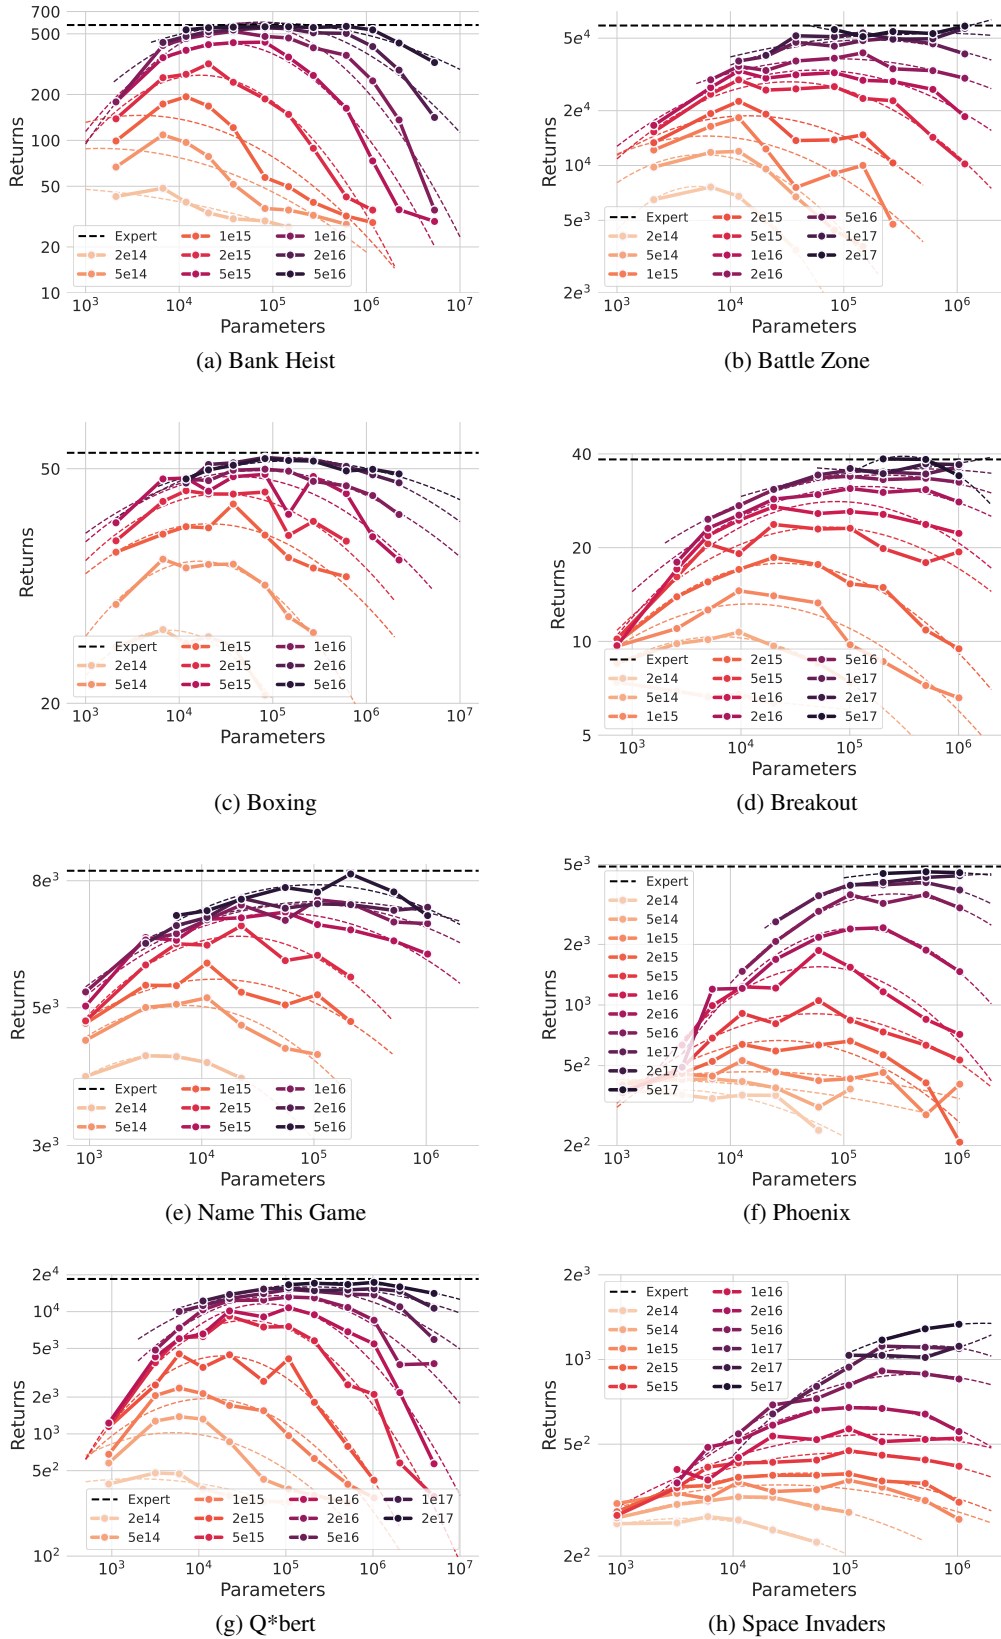 700
500
200
100
50
20
10
Returns
Expert
2e14
5e14
1e15
2e15
5e15
1e16
2e16
5e16
10³ 10⁴ 10⁵ 10⁶ 10⁷
Parameters
(a) Bank Heist
5e⁴
2e⁴
10⁴
5e³
2e³
Returns
Expert
2e14
5e14
1e15
2e15
5e15
1e16
2e16
5e16
1e17
2e17
10³ 10⁴ 10⁵ 10⁶
Parameters
(b) Battle Zone
50
20
Returns
Expert
2e14
5e14
1e15
2e15
5e15
1e16
2e16
5e16
10³ 10⁴ 10⁵ 10⁶ 10⁷
Parameters
(c) Boxing
40
20
10
5
Returns
Expert
2e14
5e14
1e15
2e15
5e15
1e16
2e16
5e16
1e17
2e17
5e17
10³ 10⁴ 10⁵ 10⁶
Parameters
(d) Breakout
8e³
5e³
3e³
Returns
Expert
2e14
5e14
1e15
2e15
5e15
1e16
2e16
5e16
10³ 10⁴ 10⁵ 10⁶
Parameters
(e) Name This Game
5e³
2e³
10³
5e²
2e²
Returns
Expert
2e14
5e14
1e15
2e15
5e15
1e16
2e16
5e16
1e17
2e17
5e17
10³ 10⁴ 10⁵ 10⁶
Parameters
(f) Phoenix
2e⁴
10⁴
5e³
2e³
10³
5e²
10²
Returns
Expert
2e14
5e14
1e15
2e15
5e15
1e16
2e16
5e16
1e17
2e17
10³ 10⁴ 10⁵ 10⁶ 10⁷
Parameters
(g) Q*bert
2e³
10³
5e²
2e²
Returns
Expert
2e14
5e14
1e15
2e15
5e15
1e16
2e16
5e16
1e17
2e17
5e17
10³ 10⁴ 10⁵ 10⁶
Parameters
(h) Space Invaders